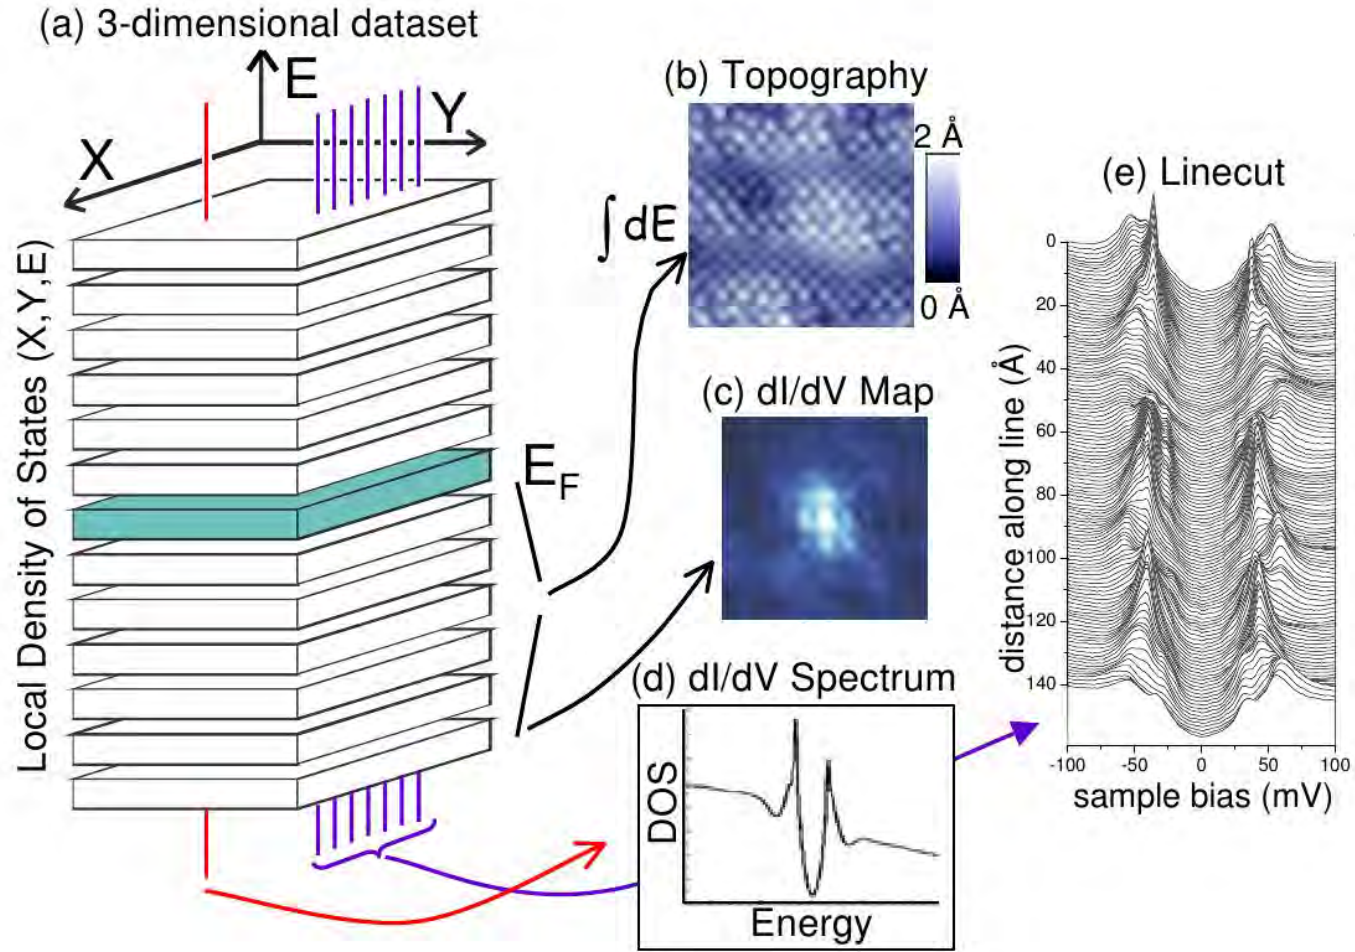 (a) 3-dimensional dataset
E
Y
X
Local Density of States (X,Y,E)
E_F
∫dE
(b) Topography
2 Å
0 Å
(c) dI/dV Map
(d) dI/dV Spectrum
DOS
Energy
(e) Linecut
distance along line (Å)
0
20
40
60
80
100
120
140
-100 -50 0 50 100
sample bias (mV)